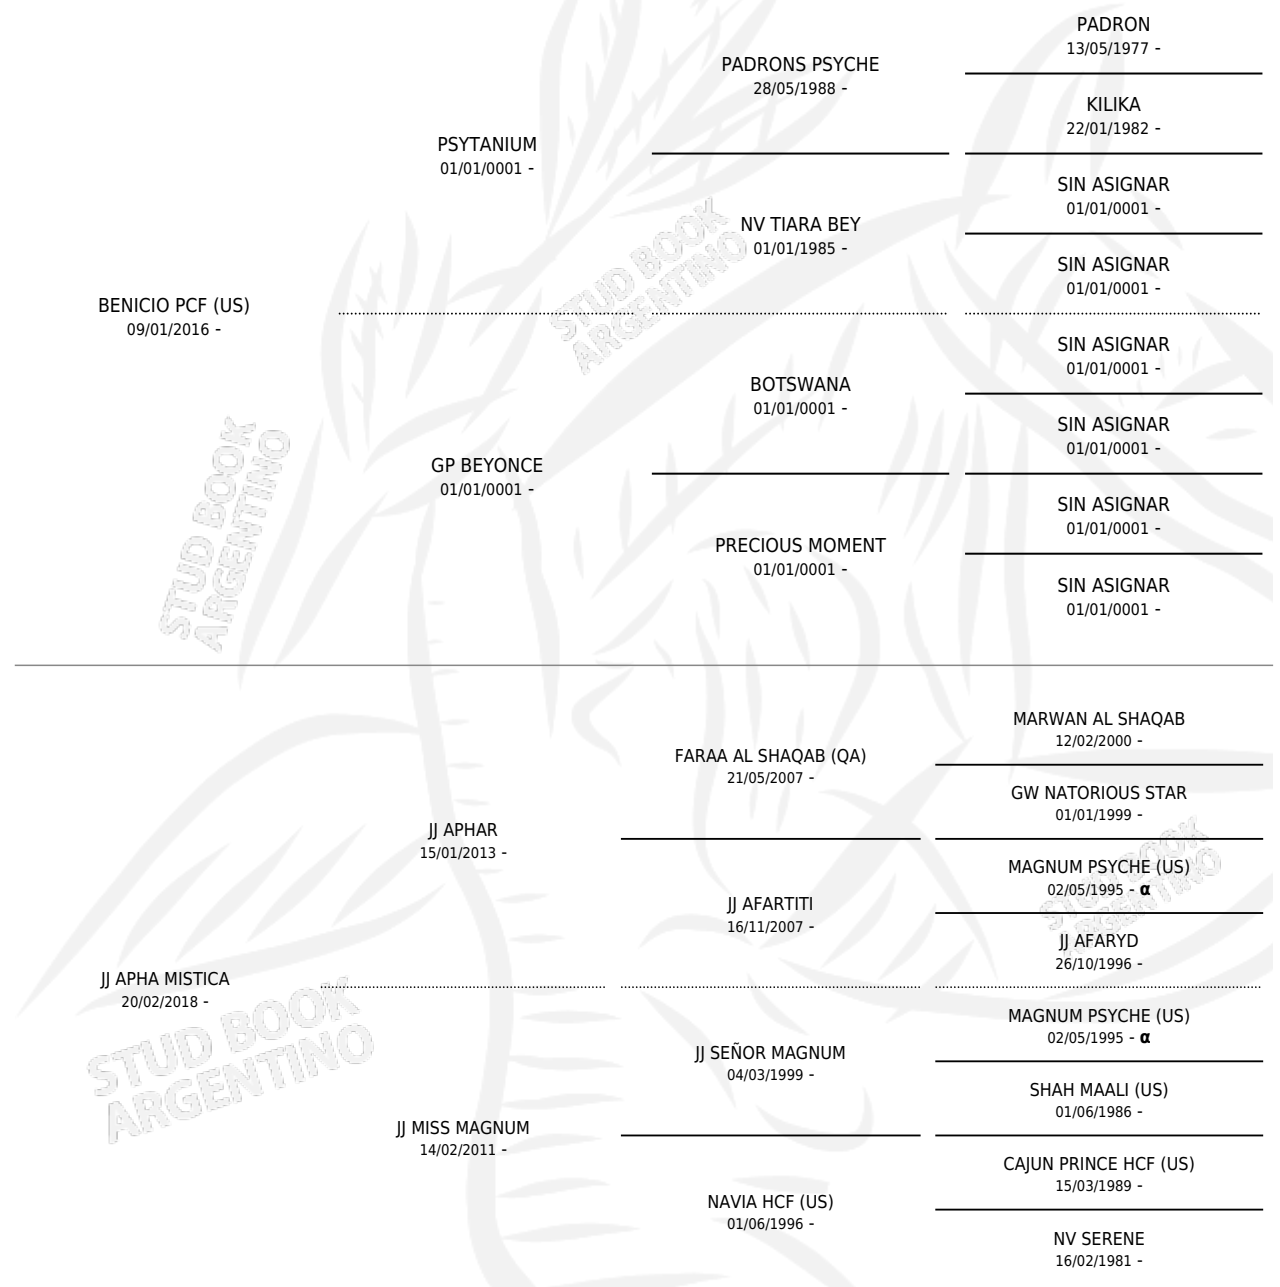 PADRON
13/05/1977 -
PADRONS PSYCHE
28/05/1988 -
KILIKA
22/01/1982 -
PSYTANIUM
01/01/0001 -
SIN ASIGNAR
01/01/0001 -
NV TIARA BEY
01/01/1985 -
SIN ASIGNAR
01/01/0001 -
BENICIO PCF (US)
09/01/2016 -
SIN ASIGNAR
01/01/0001 -
BOTSWANA
01/01/0001 -
SIN ASIGNAR
01/01/0001 -
GP BEYONCE
01/01/0001 -
SIN ASIGNAR
01/01/0001 -
PRECIOUS MOMENT
01/01/0001 -
SIN ASIGNAR
01/01/0001 -
STUD BOOK
ARGENTINO
STUD BOOK
ARGENTINO
MARWAN AL SHAQAB
12/02/2000 -
FARAA AL SHAQAB (QA)
21/05/2007 -
GW NATORIOUS STAR
01/01/1999 -
JJ APHAR
15/01/2013 -
MAGNUM PSYCHE (US)
02/05/1995 - α
JJ AFARTITI
16/11/2007 -
JJ AFARYD
26/10/1996 -
JJ APHA MISTICA
20/02/2018 -
MAGNUM PSYCHE (US)
02/05/1995 - α
JJ SEÑOR MAGNUM
04/03/1999 -
SHAH MAALI (US)
01/06/1986 -
JJ MISS MAGNUM
14/02/2011 -
CAJUN PRINCE HCF (US)
15/03/1989 -
NAVIA HCF (US)
01/06/1996 -
NV SERENE
16/02/1981 -
STUD BOOK
ARGENTINO
STUD BOOK
ARGENTINO